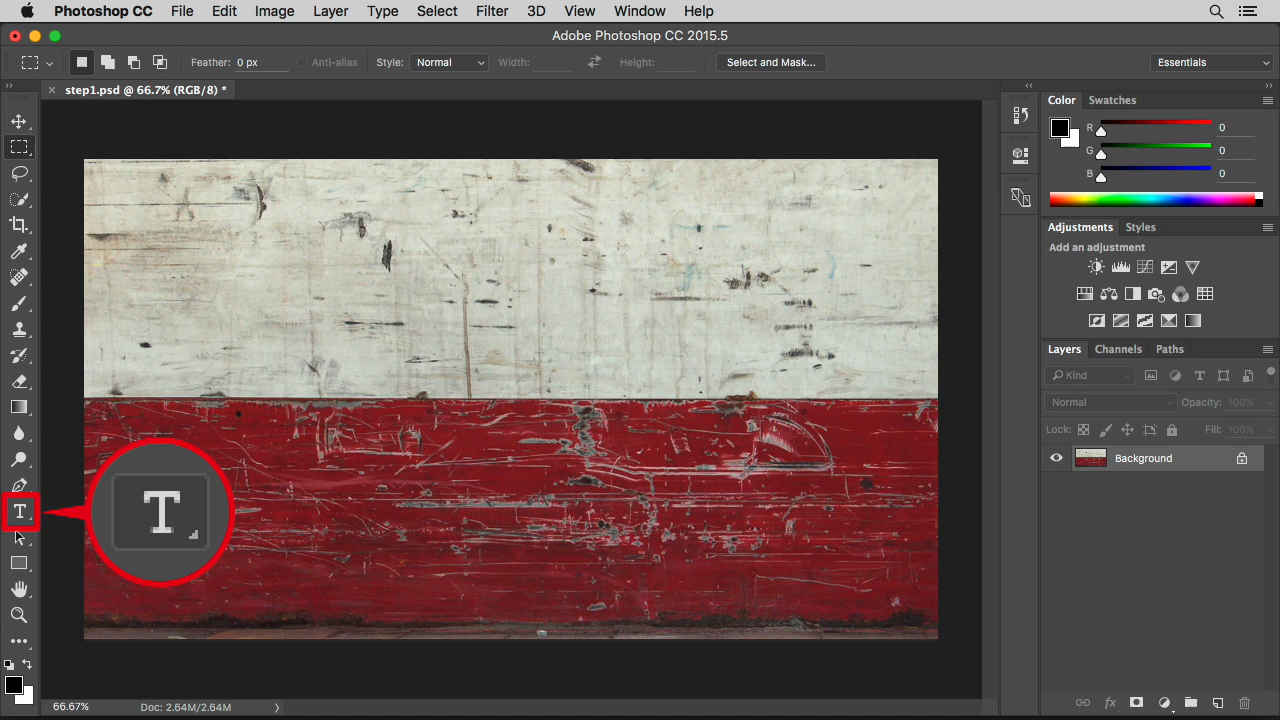 Photoshop CC File Edit Image Layer Type Select Filter 3D View Window Help
Adobe Photoshop CC 2015.5
Feather: 0 px Anti-alias Style: Normal Width: Height: Select and Mask... Essentials
step1.psd @ 66.7% (RGB/8) *
Color Swatches
R 0
G 0
B 0
Adjustments Styles
Add an adjustment
Layers Channels Paths
Kind
Normal Opacity: 100%
Lock: Fill: 100%
Background
T
T
fx
66.67% Doc: 2.64M/2.64M